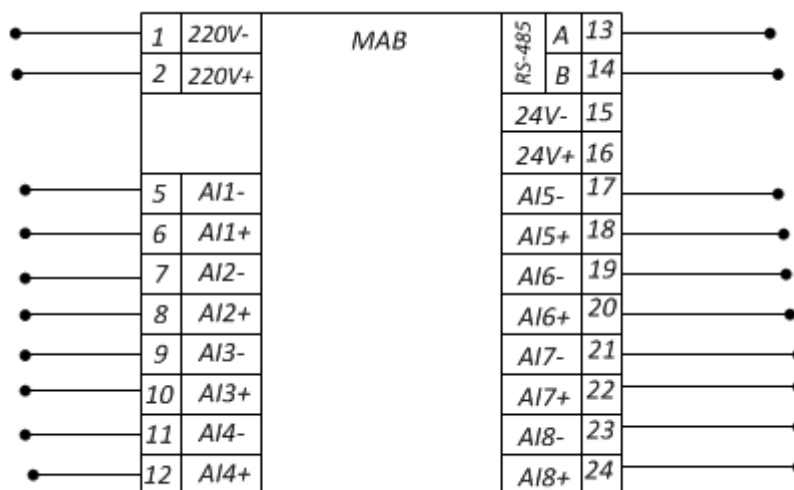 MAB
1 220V-
2 220V+
5 AI1-
6 AI1+
7 AI2-
8 AI2+
9 AI3-
10 AI3+
11 AI4-
12 AI4+
RS-485
A 13
B 14
24V- 15
24V+ 16
AI5- 17
AI5+ 18
AI6- 19
AI6+ 20
AI7- 21
AI7+ 22
AI8- 23
AI8+ 24